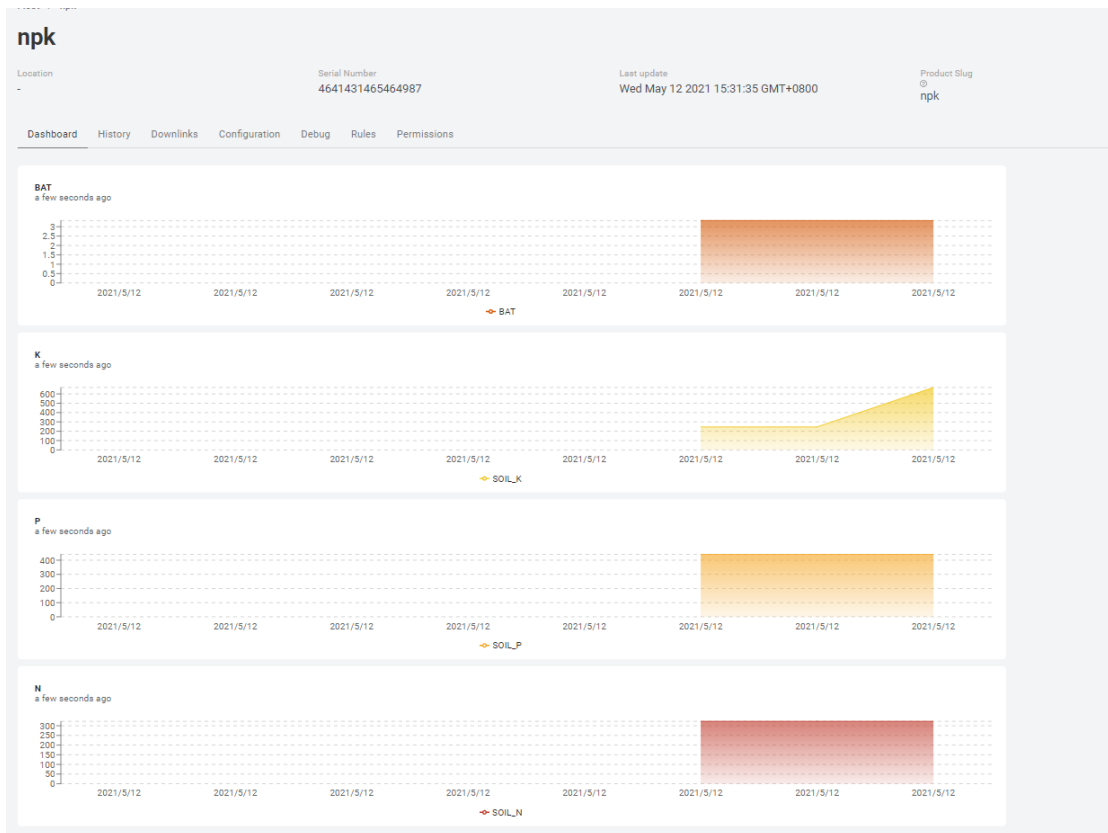 npk
Location
Serial Number
Last update
Product Slug
-
4641431465464987
Wed May 12 2021 15:31:35 GMT+0800
npk
Dashboard History Downlinks Configuration Debug Rules Permissions
BAT
a few seconds ago
3
2.5
2
1.5
1
0.5
0
2021/5/12 2021/5/12 2021/5/12 2021/5/12 2021/5/12 2021/5/12 2021/5/12 2021/5/12
BAT
K
a few seconds ago
600
500
400
300
200
100
0
2021/5/12 2021/5/12 2021/5/12 2021/5/12 2021/5/12 2021/5/12 2021/5/12 2021/5/12
SOIL_K
P
a few seconds ago
400
300
200
100
0
2021/5/12 2021/5/12 2021/5/12 2021/5/12 2021/5/12 2021/5/12 2021/5/12 2021/5/12
SOIL_P
N
a few seconds ago
300
250
200
150
100
50
0
2021/5/12 2021/5/12 2021/5/12 2021/5/12 2021/5/12 2021/5/12 2021/5/12 2021/5/12
SOIL_N